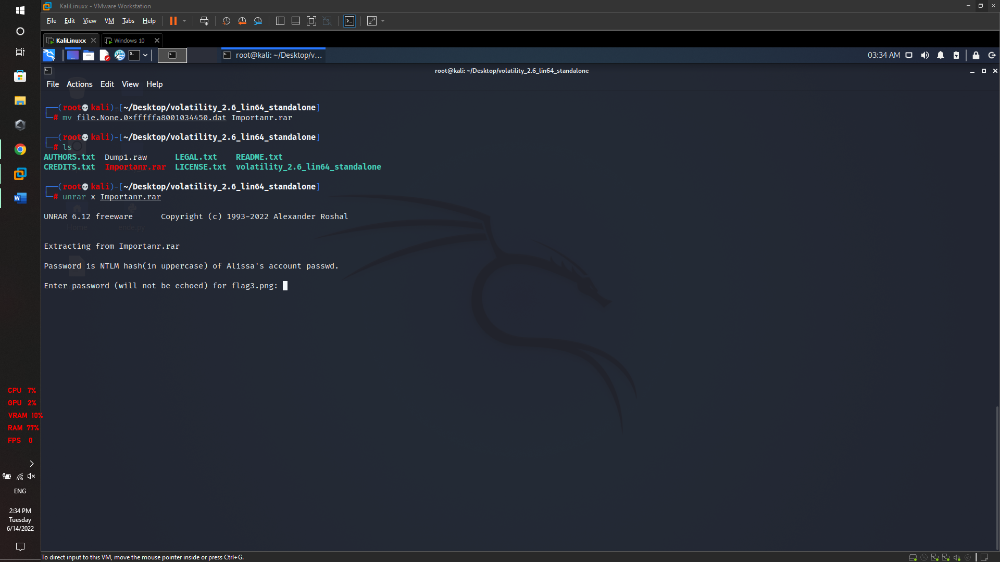 KaliLinuxx - VMware Workstation
File Edit View VM Tabs Help
KaliLinuxx Windows 10
root@kali: ~/Desktop/v... 03:34 AM
root@kali: ~/Desktop/volatility_2.6_lin64_standalone
File Actions Edit View Help
┌──(root💀kali)-[~/Desktop/volatility_2.6_lin64_standalone]
└─# mv file.None.0×fffffa8001034450.dat Importanr.rar
┌──(root💀kali)-[~/Desktop/volatility_2.6_lin64_standalone]
└─# ls
AUTHORS.txt Dump1.raw LEGAL.txt README.txt
CREDITS.txt Importanr.rar LICENSE.txt volatility_2.6_lin64_standalone
┌──(root💀kali)-[~/Desktop/volatility_2.6_lin64_standalone]
└─# unrar x Importanr.rar
UNRAR 6.12 freeware Copyright (c) 1993-2022 Alexander Roshal
Home ende.py
Extracting from Importanr.rar
Password is NTLM hash(in uppercase) of Alissa's account passwd.
Enter password (will not be echoed) for flag3.png:
CPU 7%
GPU 2%
VRAM 10%
RAM 77%
FPS 0
ENG
2:34 PM
Tuesday
6/14/2022
To direct input to this VM, move the mouse pointer inside or press Ctrl+G.